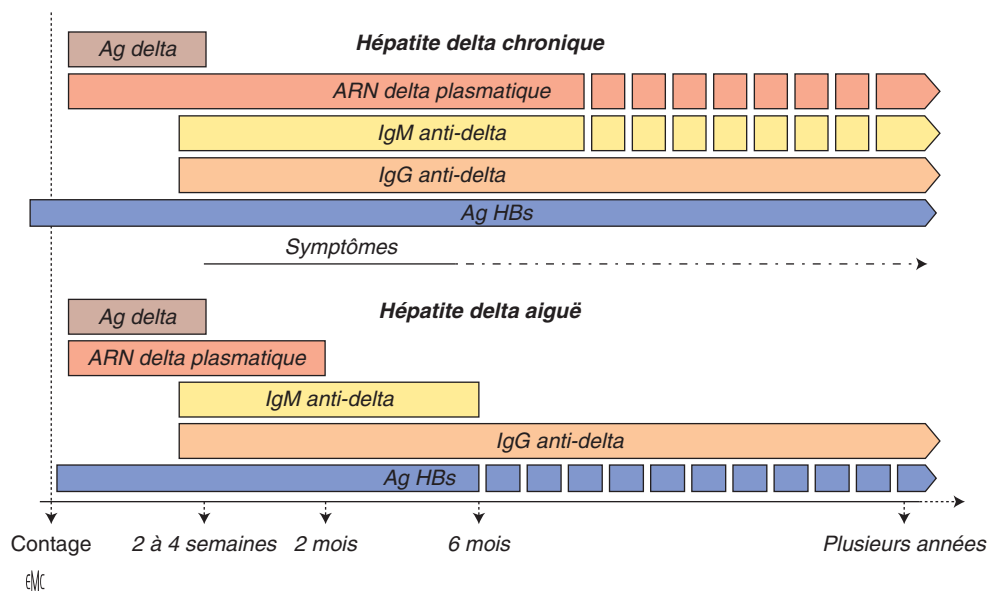 Hépatite delta chronique
Ag delta
ARN delta plasmatique
IgM anti-delta
IgG anti-delta
Ag HBs
Symptômes
Hépatite delta aiguë
Ag delta
ARN delta plasmatique
IgM anti-delta
IgG anti-delta
Ag HBs
Contage 2 à 4 semaines 2 mois 6 mois Plusieurs années
EMC